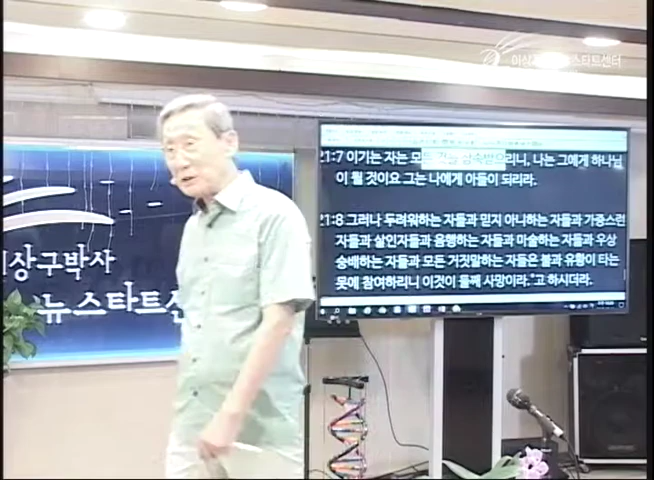 이상구 뉴스타트센터
21:7 이기는 자는 모든 것을 상속받으리니, 나는 그에게 하나님
이 될 것이요 그는 나에게 아들이 되리라.
21:8 그러나 두려워하는 자들과 믿지 아니하는 자들과 가증스런
자들과 살인자들과 음행하는 자들과 마술하는 자들과 우상
숭배하는 자들과 모든 거짓말하는 자들은 불과 유황이 타는
못에 참여하리니 이것이 둘째 사망이라."고 하시더라.
이상구박사
뉴스타트